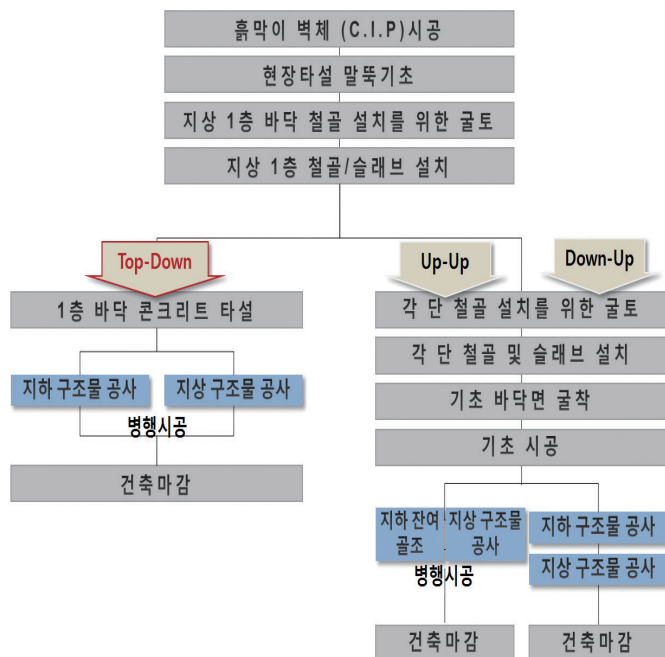 흙막이 벽체 (C.I.P)시공
현장타설 말뚝기초
지상 1층 바닥 철골 설치를 위한 굴토
지상 1층 철골/슬래브 설치
Top-Down
1층 바닥 콘크리트 타설
지하 구조물 공사
지상 구조물 공사
병행시공
건축마감
Up-Up
Down-Up
각 단 철골 설치를 위한 굴토
각 단 철골 및 슬래브 설치
기초 바닥면 굴착
기초 시공
지하 잔여
골조
지상 구조물
공사
병행시공
건축마감
지하 구조물 공사
지상 구조물 공사
건축마감